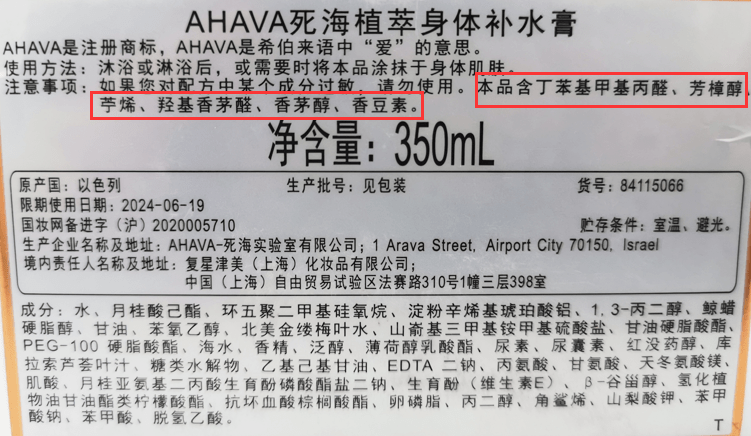 AHAVA死海植萃身体补水膏
AHAVA是注册商标，AHAVA是希伯来语中“爱”的意思。
使用方法：沐浴或淋浴后，或需要时将本品涂抹于身体肌肤。
注意事项：如果您对配方中某个成分过敏，请勿使用。本品含丁苯基甲基丙醛、芳樟醇、
苧烯、羟基香茅醛、香茅醇、香豆素。
净含量：350mL
原产国：以色列 生产批号：见包装 货号：84115066
限期使用日期：2024-06-19
国妆网备进字（沪）2020005710 贮存条件：室温、避光。
生产企业名称及地址：AHAVA-死海实验室有限公司；1 Arava Street, Airport City 70150, Israel
境内责任人名称及地址：复星津美（上海）化妆品有限公司；
中国（上海）自由贸易试验区法赛路310号1幢三层398室
成分：水、月桂酸己酯、环五聚二甲基硅氧烷、淀粉辛烯基琥珀酸铝、1,3-丙二醇、鲸蜡
硬脂醇、甘油、苯氧乙醇、北美金缕梅叶水、山嵛基三甲基铵甲基硫酸盐、甘油硬脂酸酯、
PEG-100 硬脂酸酯、海水、香精、泛醇、薄荷醇乳酸酯、尿素、尿囊素、红没药醇、库
拉索芦荟叶汁、糖类水解物、乙基己基甘油、EDTA 二钠、丙氨酸、甘氨酸、天冬氨酸镁、
肌酸、月桂亚氨基二丙酸生育酚磷酸酯盐二钠、生育酚（维生素E）、β-谷甾醇、氢化植
物油甘油酯类柠檬酸酯、抗坏血酸棕榈酸酯、卵磷脂、丙二醇、角鲨烯、山梨酸钾、苯甲
酸钠、苯甲酸、脱氢乙酸。
T